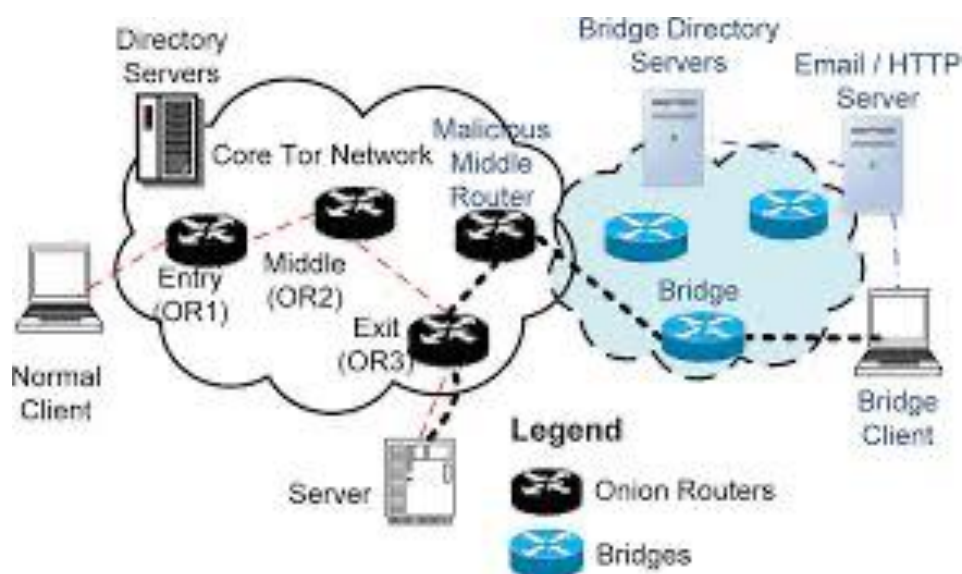 Directory
Servers
Bridge Directory
Servers
Email / HTTP
Server
Core Tor Network
Malicious
Middle
Router
Entry
(OR1)
Middle
(OR2)
Exit
(OR3)
Bridge
Normal
Client
Bridge
Client
Server
Legend
Onion Routers
Bridges